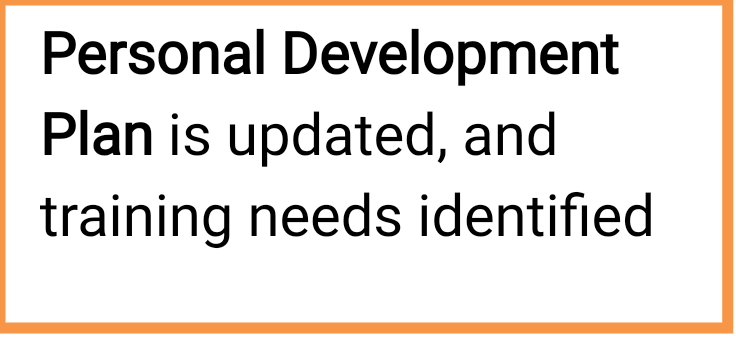 Personal Development
Plan is updated, and
training needs identified